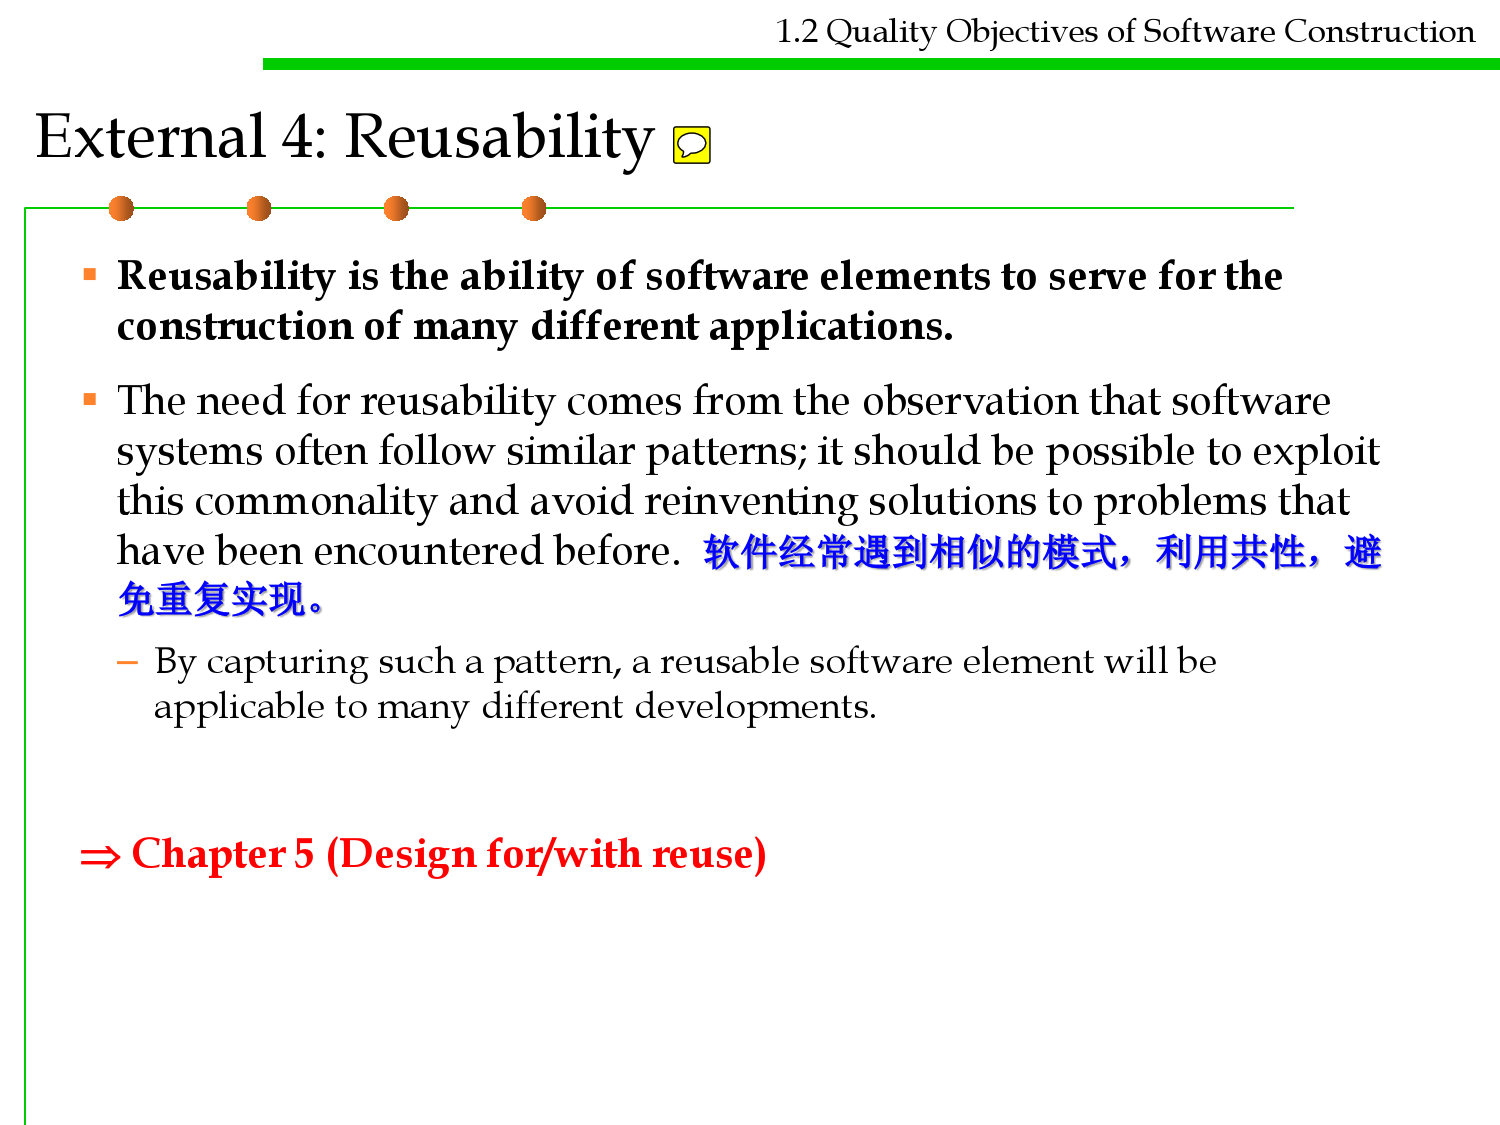 1.2 Quality Objectives of Software Construction
External 4: Reusability
▪ Reusability is the ability of software elements to serve for the
construction of many different applications.
▪ The need for reusability comes from the observation that software
systems often follow similar patterns; it should be possible to exploit
this commonality and avoid reinventing solutions to problems that
have been encountered before. 软件经常遇到相似的模式，利用共性，避
免重复实现。
– By capturing such a pattern, a reusable software element will be
applicable to many different developments.
⇒ Chapter 5 (Design for/with reuse)